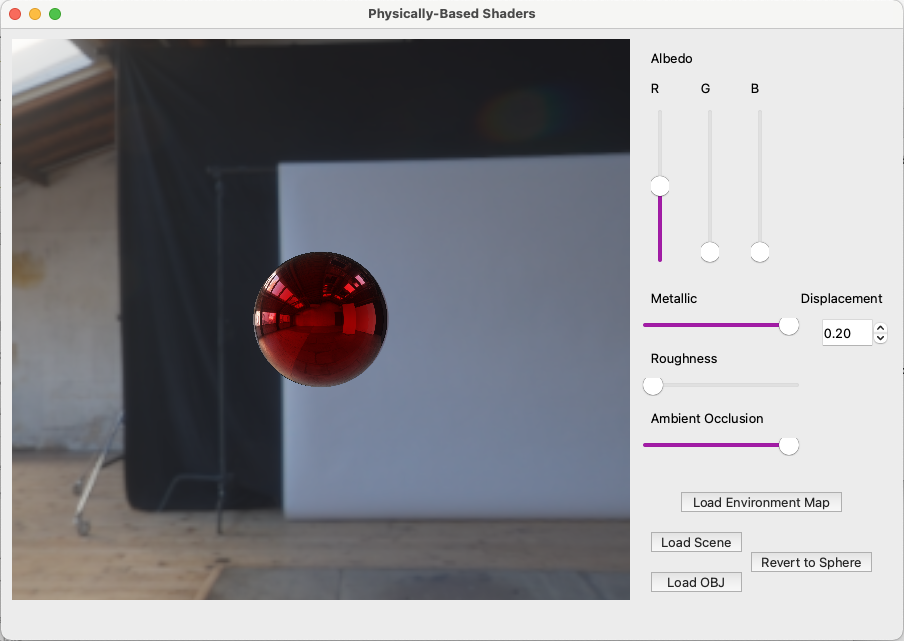 Physically-Based Shaders
Albedo
R G B
Metallic Displacement
0.20
Roughness
Ambient Occlusion
Load Environment Map
Load Scene
Revert to Sphere
Load OBJ